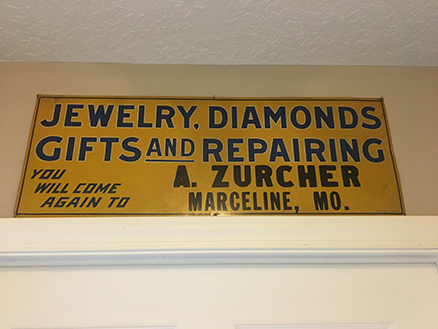 JEWELRY, DIAMONDS
GIFTS AND REPAIRING
YOU
WILL COME
AGAIN TO
A. ZURCHER
MARCELINE, MO.